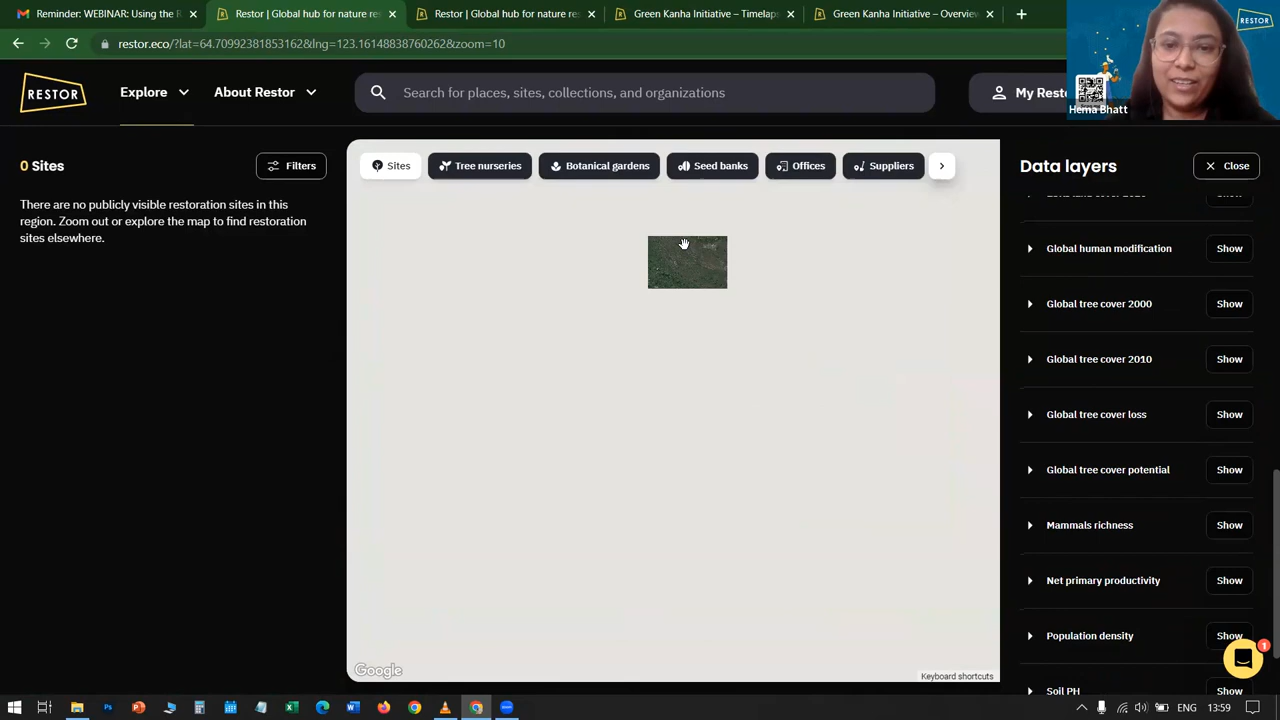 Reminder: WEBINAR: Using the R
Restor | Global hub for nature re
Restor | Global hub for nature re
Green Kanha Initiative – Timelaps
Green Kanha Initiative – Overview
restor.eco/?lat=64.70992381853162&lng=123.16148838760262&zoom=10
RESTOR
Hema Bhatt
RESTOR
Explore
About Restor
Search for places, sites, collections, and organizations
My Resto
0 Sites
Filters
There are no publicly visible restoration sites in this
region. Zoom out or explore the map to find restoration
sites elsewhere.
Sites
Tree nurseries
Botanical gardens
Seed banks
Offices
Suppliers
Data layers
Close
Global human modification
Show
Global tree cover 2000
Show
Global tree cover 2010
Show
Global tree cover loss
Show
Global tree cover potential
Show
Mammals richness
Show
Net primary productivity
Show
Population density
Show
Soil PH
Show
1
Google
Keyboard shortcuts
ENG
13:59